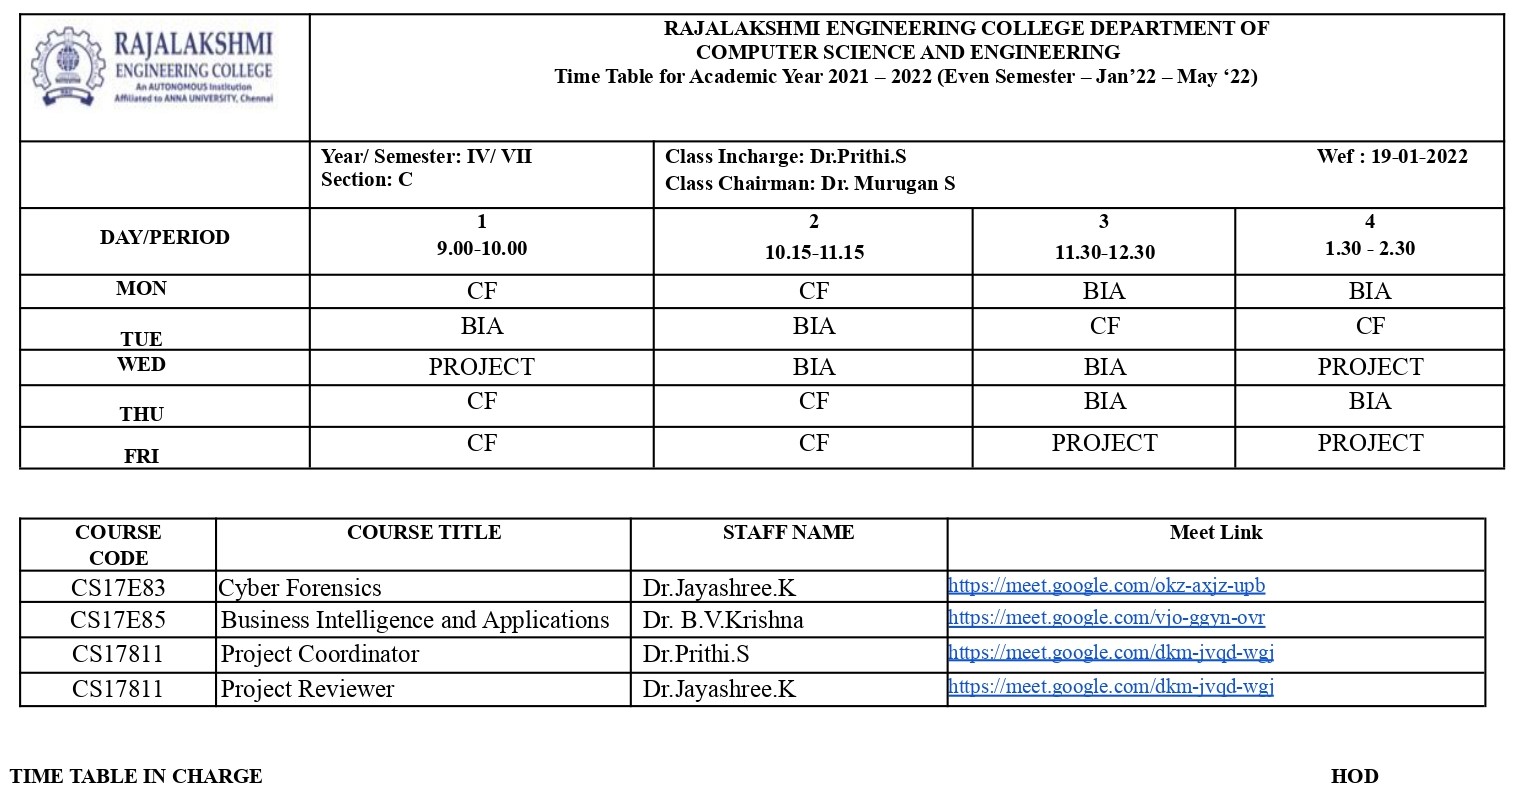 RAJALAKSHMI
ENGINEERING COLLEGE
An AUTONOMOUS Institution
Affiliated to ANNA UNIVERSITY, Chennai
RAJALAKSHMI ENGINEERING COLLEGE DEPARTMENT OF
COMPUTER SCIENCE AND ENGINEERING
Time Table for Academic Year 2021 – 2022 (Even Semester – Jan’22 – May ‘22)
Year/ Semester: IV/ VII
Section: C
Class Incharge: Dr.Prithi.S Wef : 19-01-2022
Class Chairman: Dr. Murugan S
DAY/PERIOD 1 2 3 4
9.00-10.00 10.15-11.15 11.30-12.30 1.30 - 2.30
MON CF CF BIA BIA
TUE BIA BIA CF CF
WED PROJECT BIA BIA PROJECT
THU CF CF BIA BIA
FRI CF CF PROJECT PROJECT
COURSE CODE COURSE TITLE STAFF NAME Meet Link
CS17E83 Cyber Forensics Dr.Jayashree.K https://meet.google.com/okz-axjz-upb
CS17E85 Business Intelligence and Applications Dr. B.V.Krishna https://meet.google.com/vjo-ggyn-ovr
CS17811 Project Coordinator Dr.Prithi.S https://meet.google.com/dkm-jvqd-wgj
CS17811 Project Reviewer Dr.Jayashree.K https://meet.google.com/dkm-jvqd-wgj
TIME TABLE IN CHARGE HOD